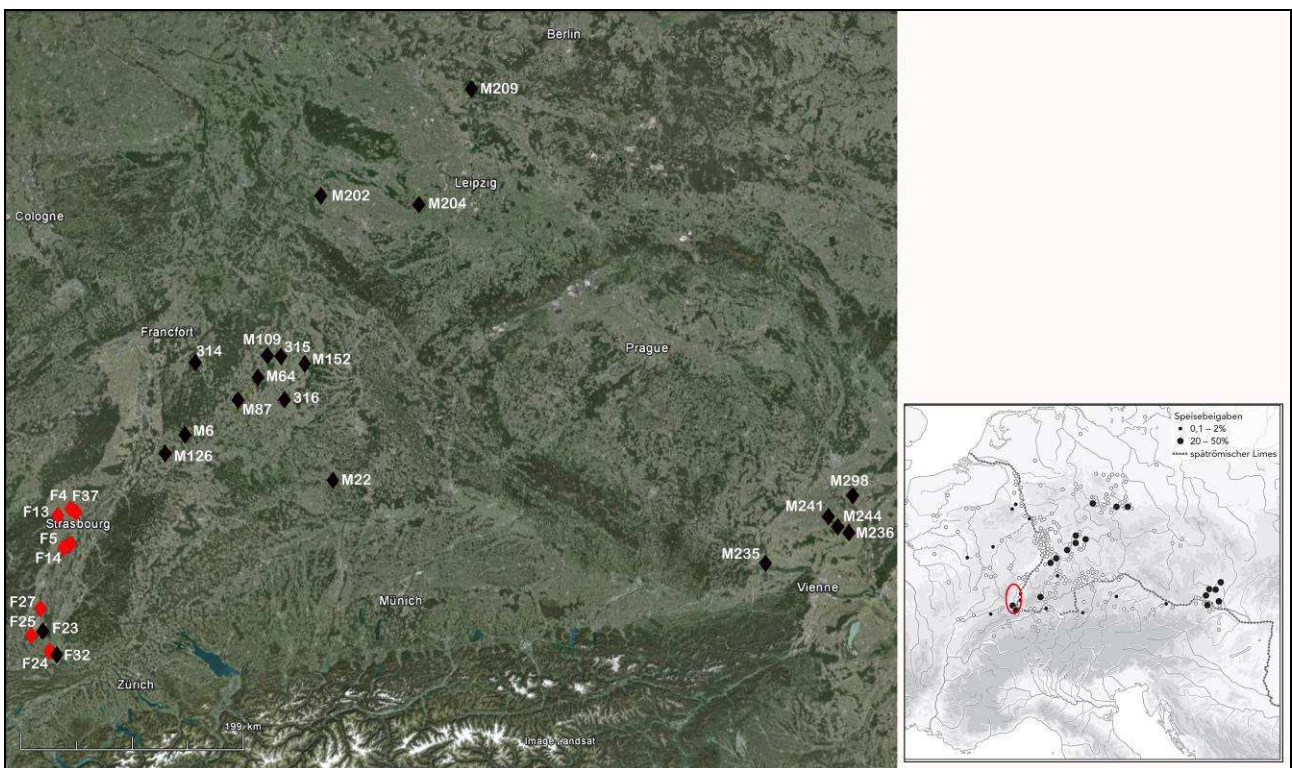 Berlin
M209
M202
Leipzig
M204
Cologne
Francfort
314
M109
315
M152
M64
M87
316
Prague
M6
M126
M22
F4 F37
F13
Strasbourg
F5
F14
M298
M241
M244
M236
M235
Vienne
Münich
F27
F25
F23
F24
F32
Zürich
199 km
Image Landsat
Speisebeigaben
0,1 – 2%
20 – 50%
spätrömischer Limes